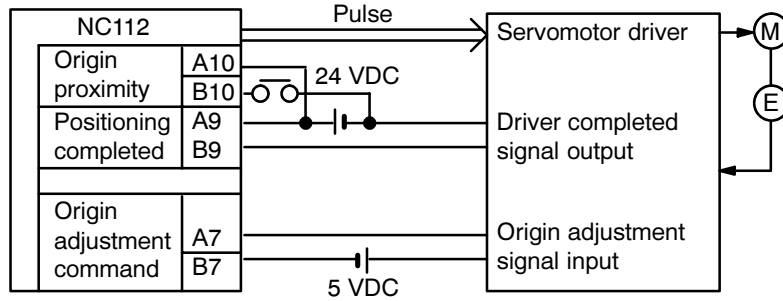 NC112
Pulse
Servomotor driver
M
E
Origin
proximity
A10
B10
24 VDC
Positioning
completed
A9
B9
Driver completed
signal output
Origin
adjustment
command
A7
B7
5 VDC
Origin adjustment
signal input